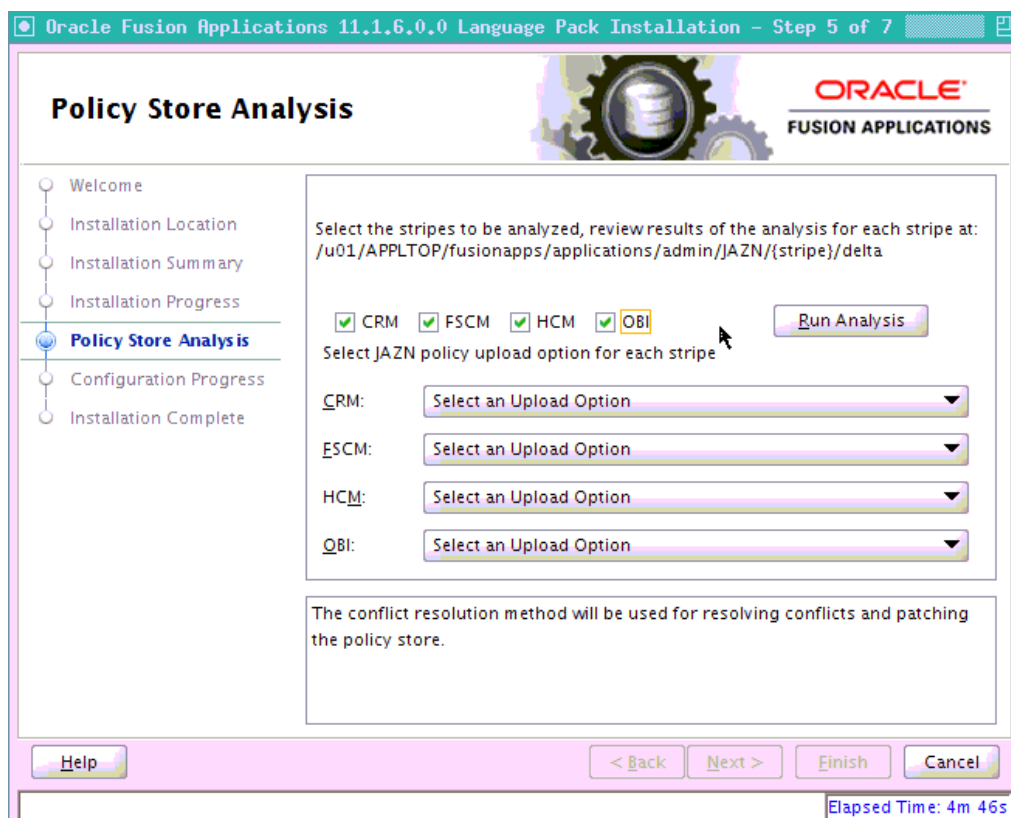 Oracle Fusion Applications 11.1.6.0.0 Language Pack Installation - Step 5 of 7
Policy Store Analysis
ORACLE
FUSION APPLICATIONS
Welcome
Installation Location
Installation Summary
Installation Progress
Policy Store Analysis
Configuration Progress
Installation Complete
Select the stripes to be analyzed, review results of the analysis for each stripe at:
/u01/APPLTOP/fusionapps/applications/admin/JAZN/{stripe}/delta
CRM FSCM HCM OBI Run Analysis
Select JAZN policy upload option for each stripe
CRM: Select an Upload Option
FSCM: Select an Upload Option
HCM: Select an Upload Option
OBI: Select an Upload Option
The conflict resolution method will be used for resolving conflicts and patching
the policy store.
Help < Back Next > Finish Cancel
Elapsed Time: 4m 46s